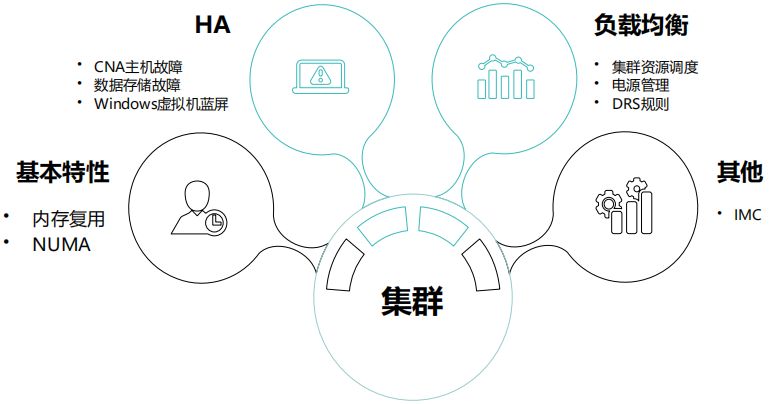 HA
• CNA主机故障
• 数据存储故障
• Windows虚拟机蓝屏
负载均衡
• 集群资源调度
• 电源管理
• DRS规则
基本特性
• 内存复用
• NUMA
其他
• IMC
集群